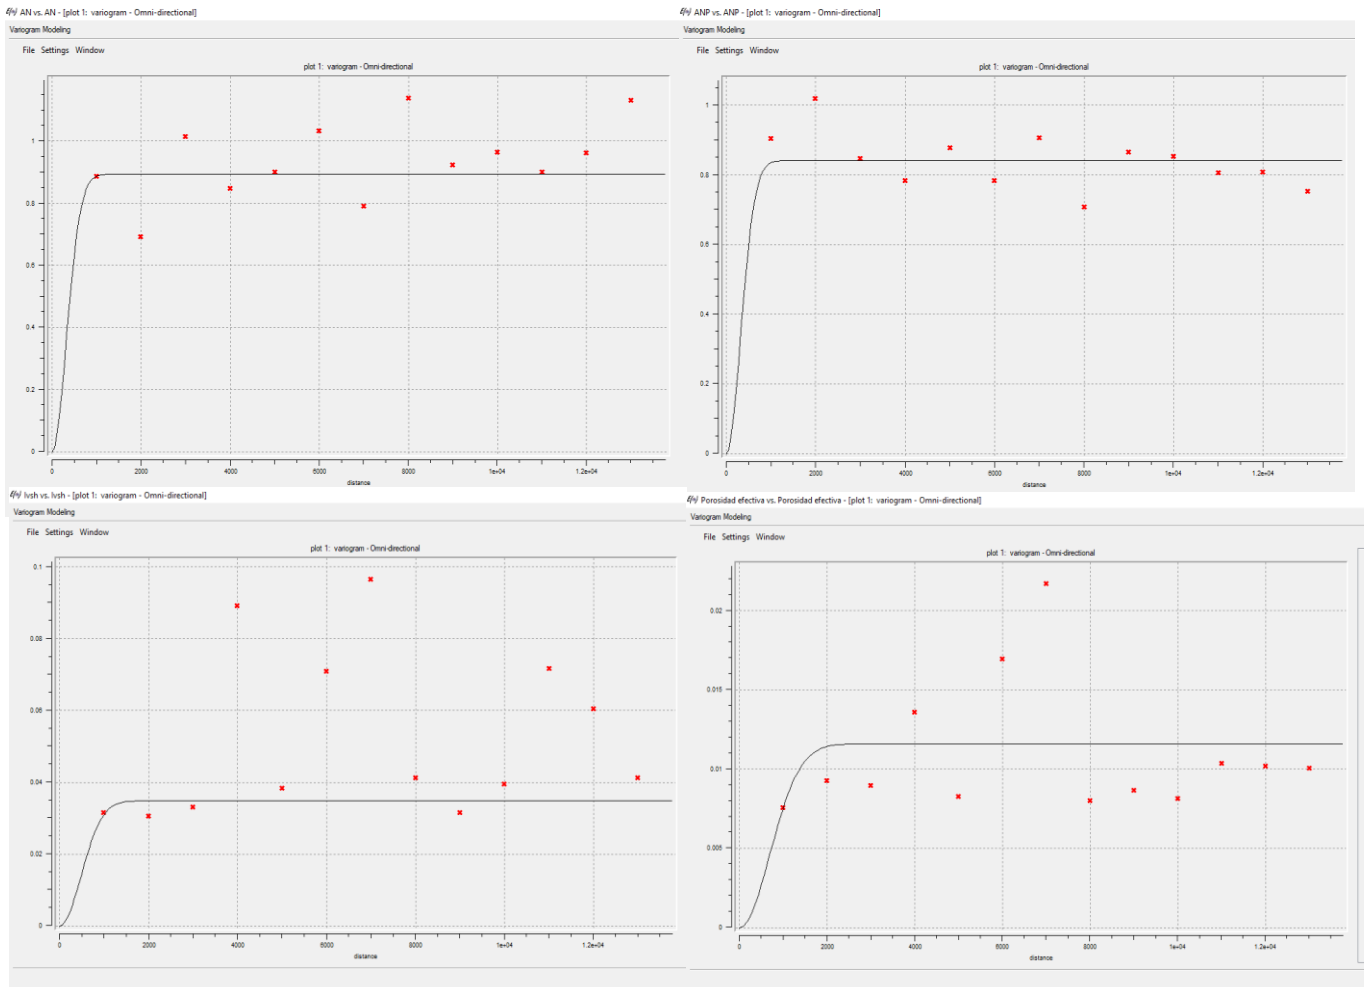 AN vs. AN - [plot 1: variogram - Omni-directional]
Variogram Modeling
File Settings Window
plot 1: variogram - Omni-directional
1
0.8
0.6
0.4
0.2
0
0 2000 4000 6000 8000 1e+04 1.2e+04
distance
ANP vs. ANP - [plot 1: variogram - Omni-directional]
Variogram Modeling
File Settings Window
plot 1: variogram - Omni-directional
1
0.8
0.6
0.4
0.2
0
0 2000 4000 6000 8000 1e+04 1.2e+04
distance
Ivsh vs. Ivsh - [plot 1: variogram - Omni-directional]
Variogram Modeling
File Settings Window
plot 1: variogram - Omni-directional
0.1
0.08
0.06
0.04
0.02
0
0 2000 4000 6000 8000 1e+04 1.2e+04
distance
Porosidad efectiva vs. Porosidad efectiva - [plot 1: variogram - Omni-directional]
Variogram Modeling
File Settings Window
plot 1: variogram - Omni-directional
0.02
0.015
0.01
0.005
0
0 2000 4000 6000 8000 1e+04 1.2e+04
distance